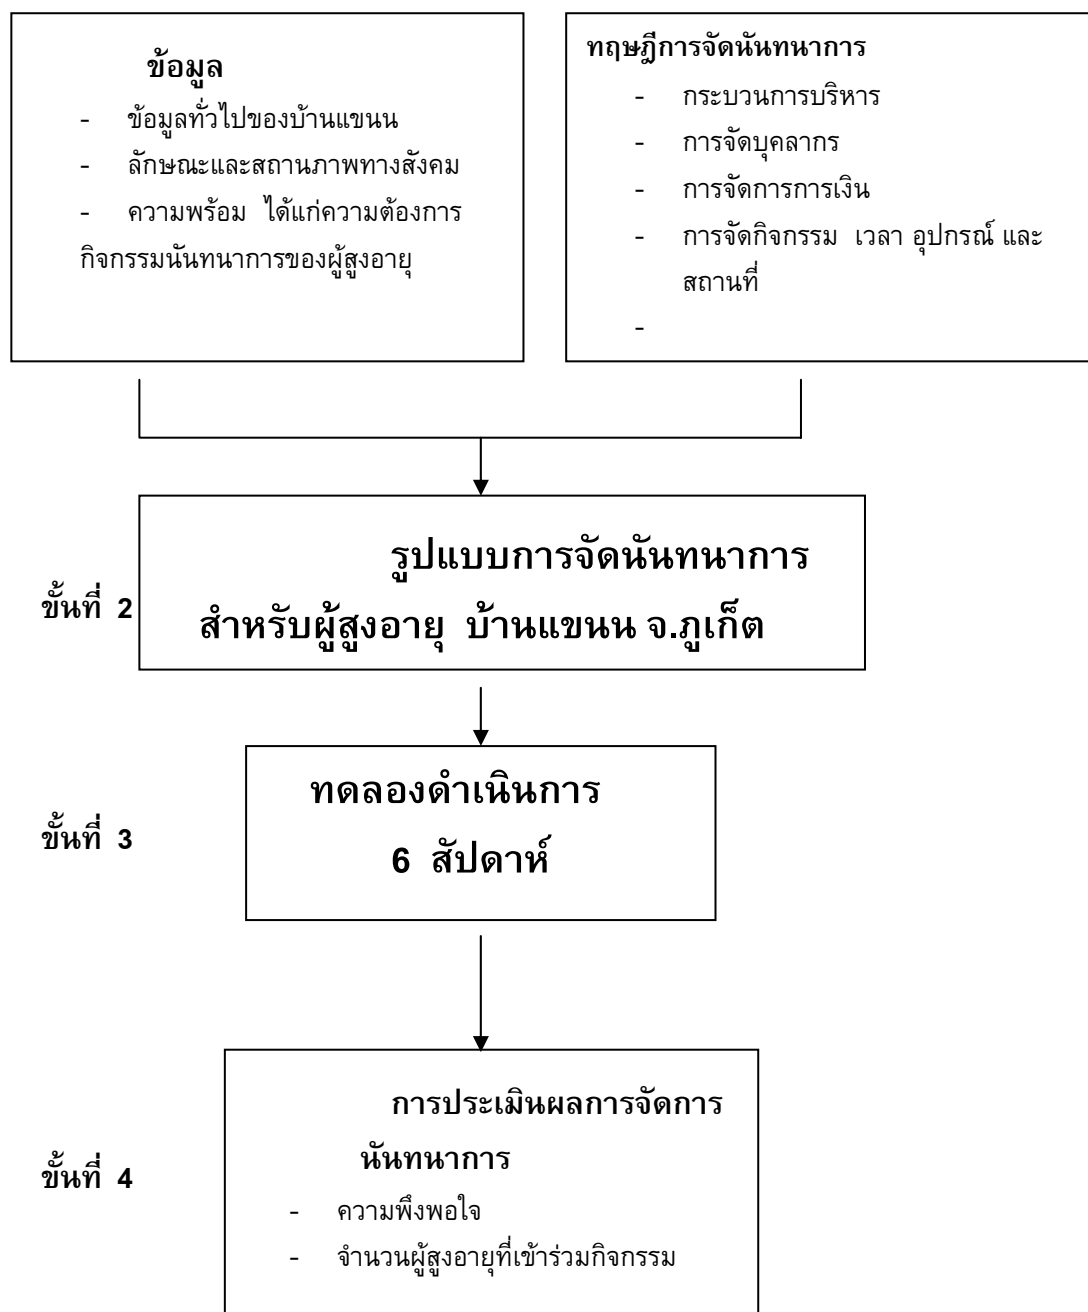 ข้อมูล
- ข้อมูลทั่วไปของบ้านแขนน
- ลักษณะและสถานภาพทางสังคม
- ความพร้อม ได้แก่ความต้องการ
กิจกรรมนันทนาการของผู้สูงอายุ
ทฤษฎีการจัดนันทนาการ
- กระบวนการบริหาร
- การจัดบุคลากร
- การจัดการการเงิน
- การจัดกิจกรรม เวลา อุปกรณ์ และ
สถานที่
-
รูปแบบการจัดนันทนาการ
ขั้นที่ 2
สำหรับผู้สูงอายุ บ้านแขนน จ.ภูเก็ต
ทดลองดำเนินการ
ขั้นที่ 3
6 สัปดาห์
การประเมินผลการจัดการ
นันทนาการ
ขั้นที่ 4
- ความพึงพอใจ
- จำนวนผู้สูงอายุที่เข้าร่วมกิจกรรม